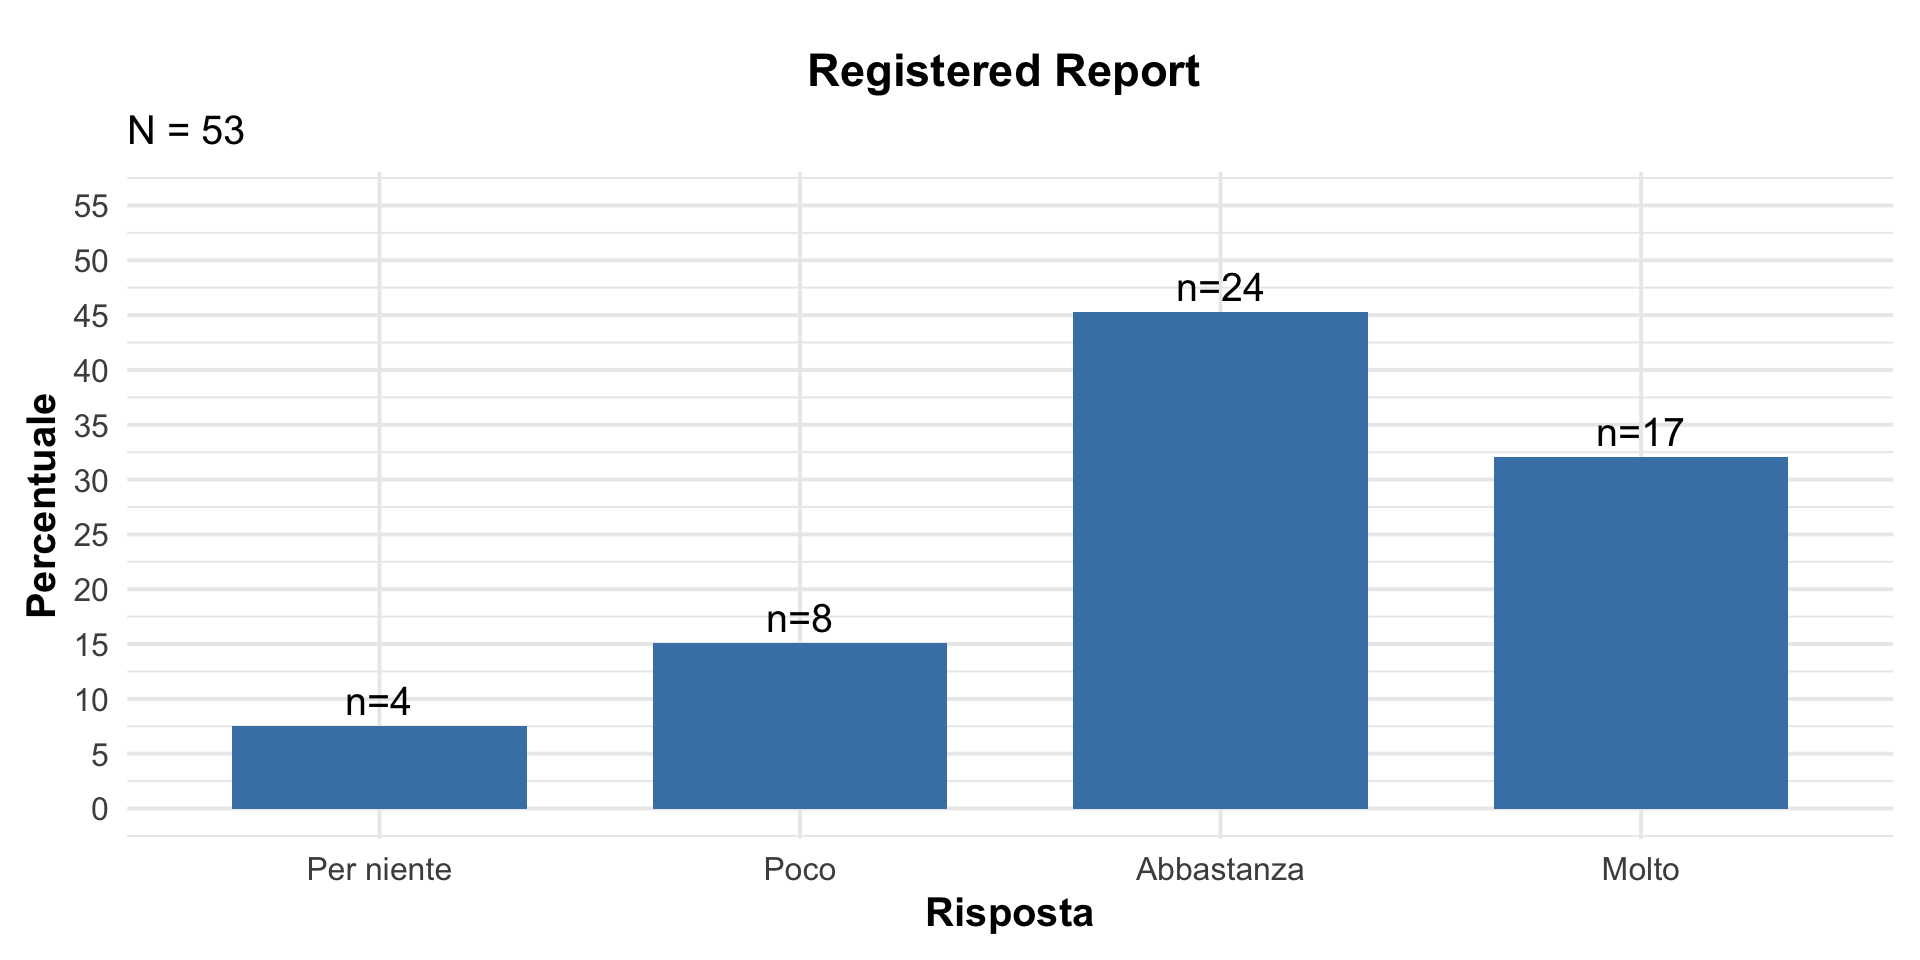 Registered Report
N = 53
55
50
45
40
35
30
25
20
15
10
5
0
Percentuale
n=4
n=8
n=24
n=17
Per niente
Poco
Abbastanza
Molto
Risposta